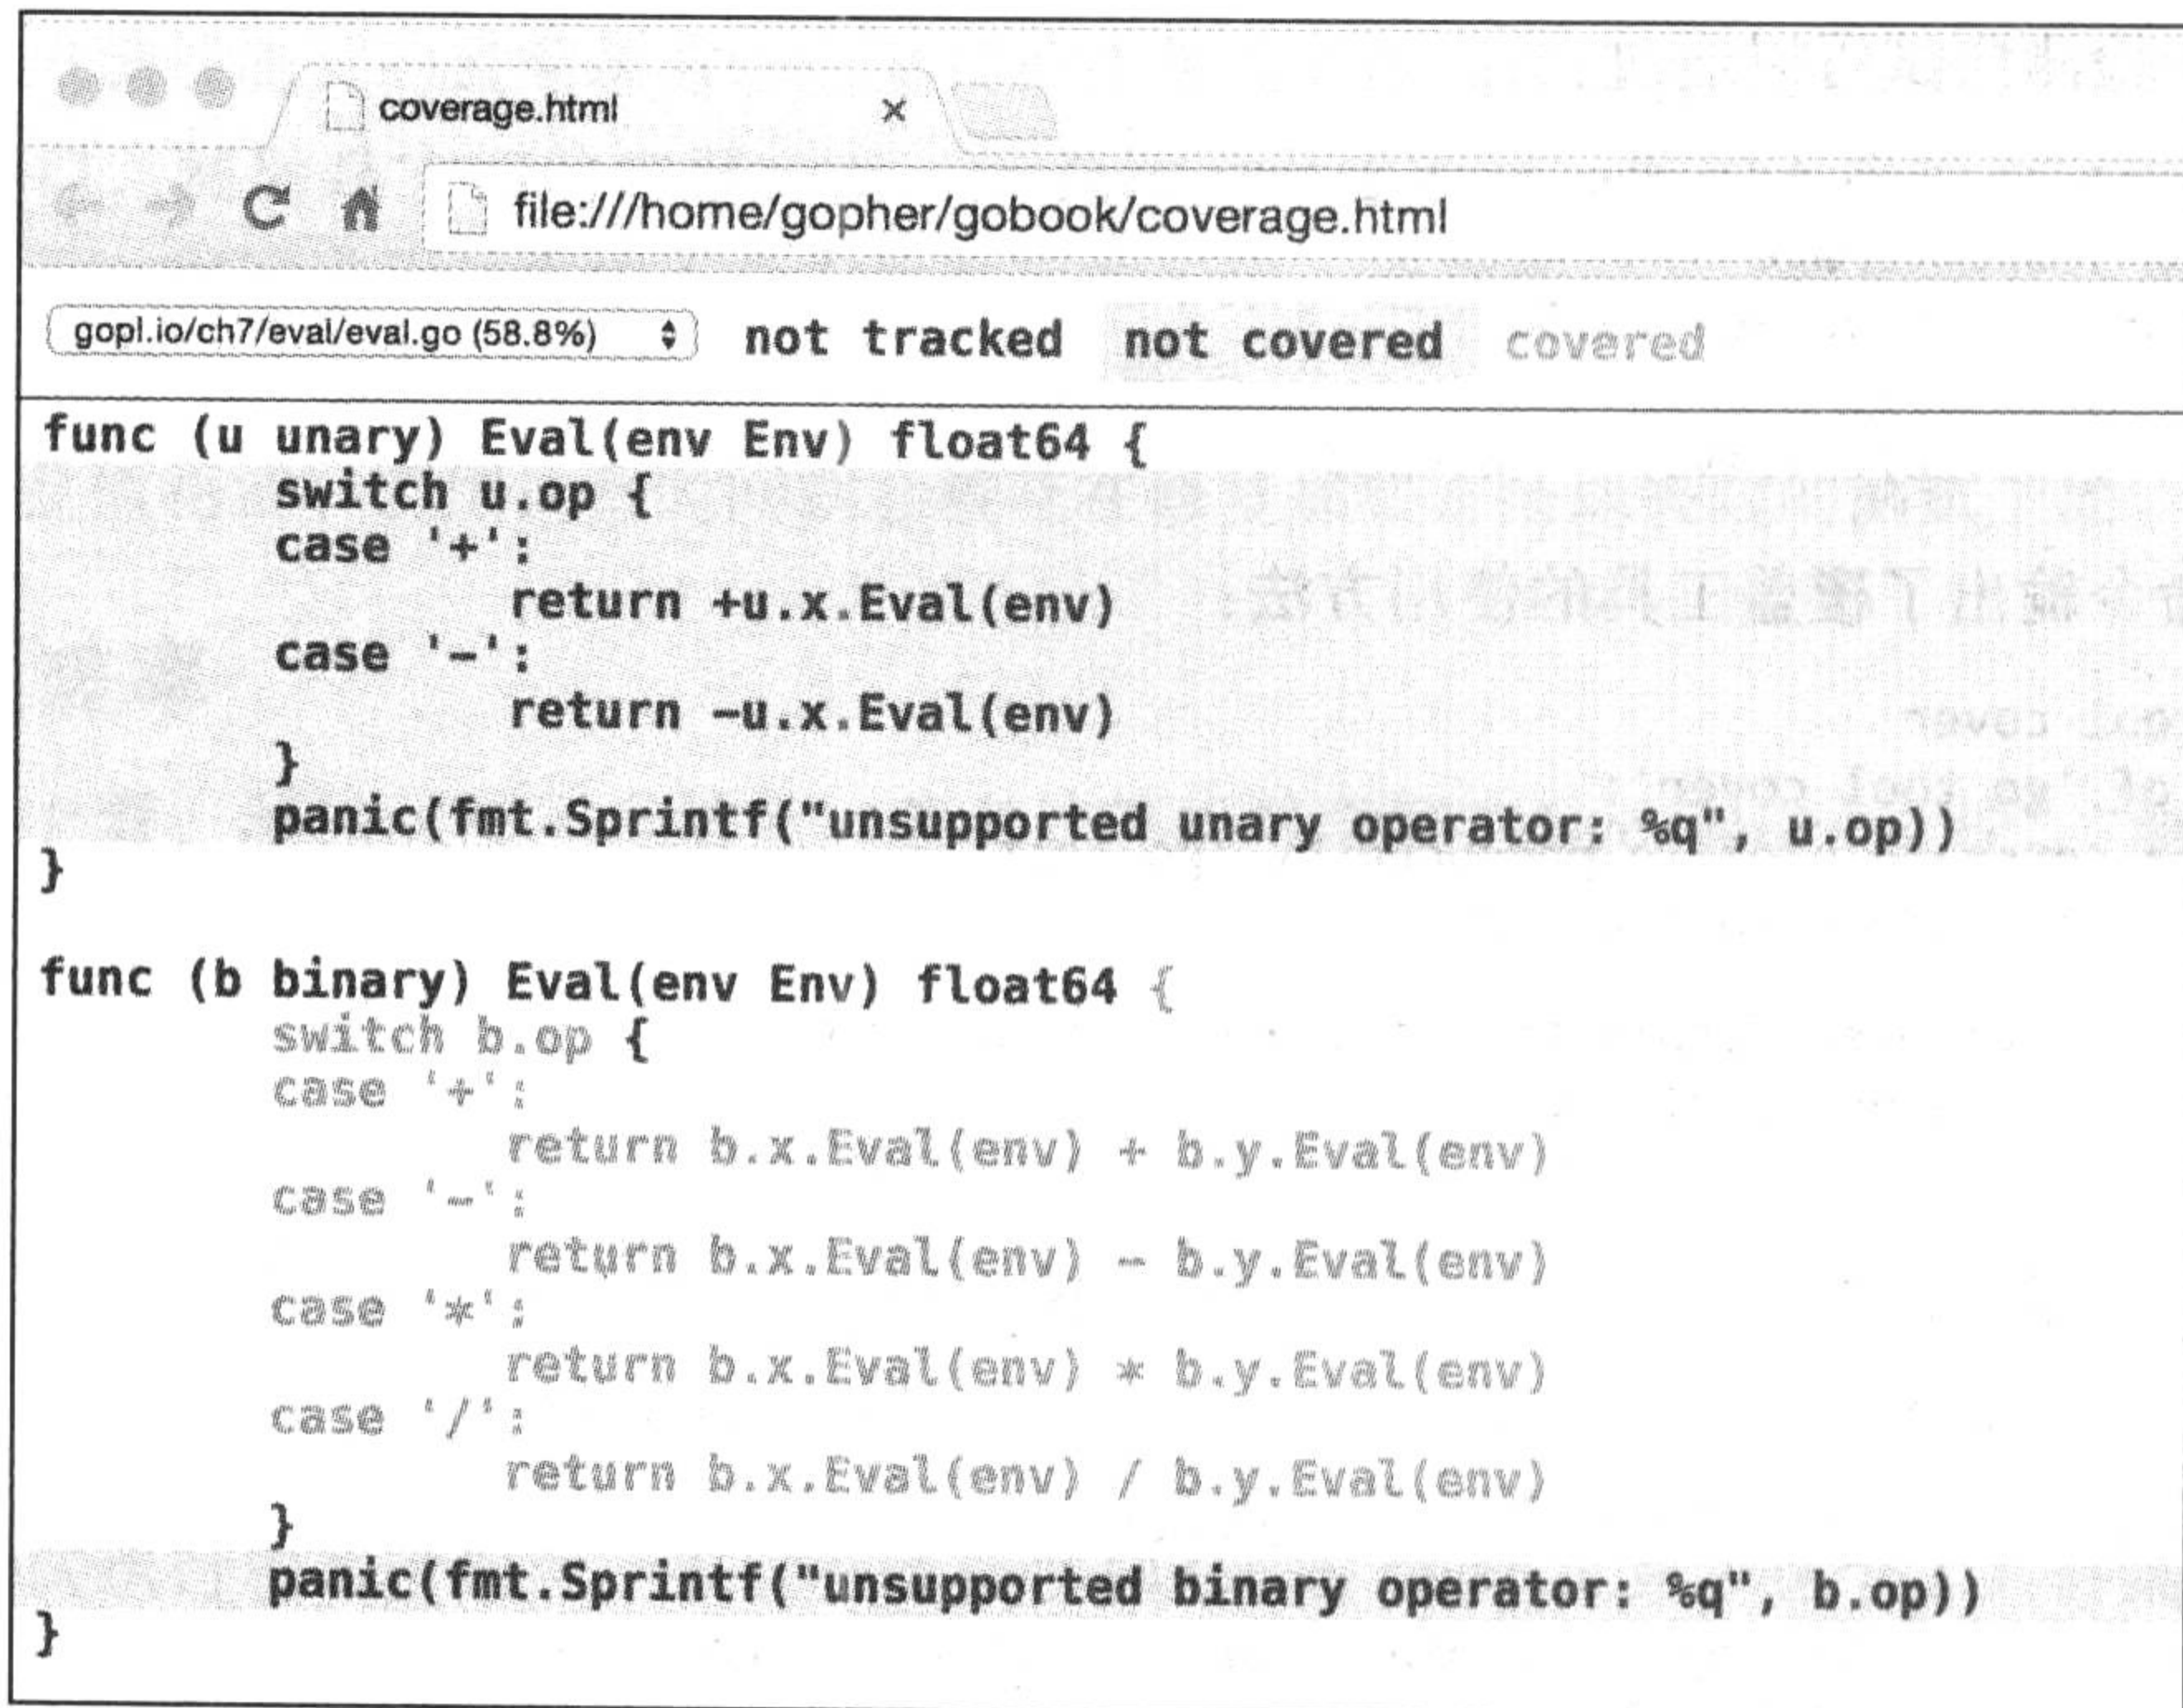 coverage.html ×
file:///home/gopher/gobook/coverage.html
gopl.io/ch7/eval/eval.go (58.8%) not tracked not covered covered
func (u unary) Eval(env Env) float64 {
switch u.op {
case '+':
return +u.x.Eval(env)
case '-':
return -u.x.Eval(env)
}
panic(fmt.Sprintf("unsupported unary operator: %q", u.op))
}
func (b binary) Eval(env Env) float64 {
switch b.op {
case '+':
return b.x.Eval(env) + b.y.Eval(env)
case '-':
return b.x.Eval(env) - b.y.Eval(env)
case '*':
return b.x.Eval(env) * b.y.Eval(env)
case '/':
return b.x.Eval(env) / b.y.Eval(env)
}
panic(fmt.Sprintf("unsupported binary operator: %q", b.op))
}